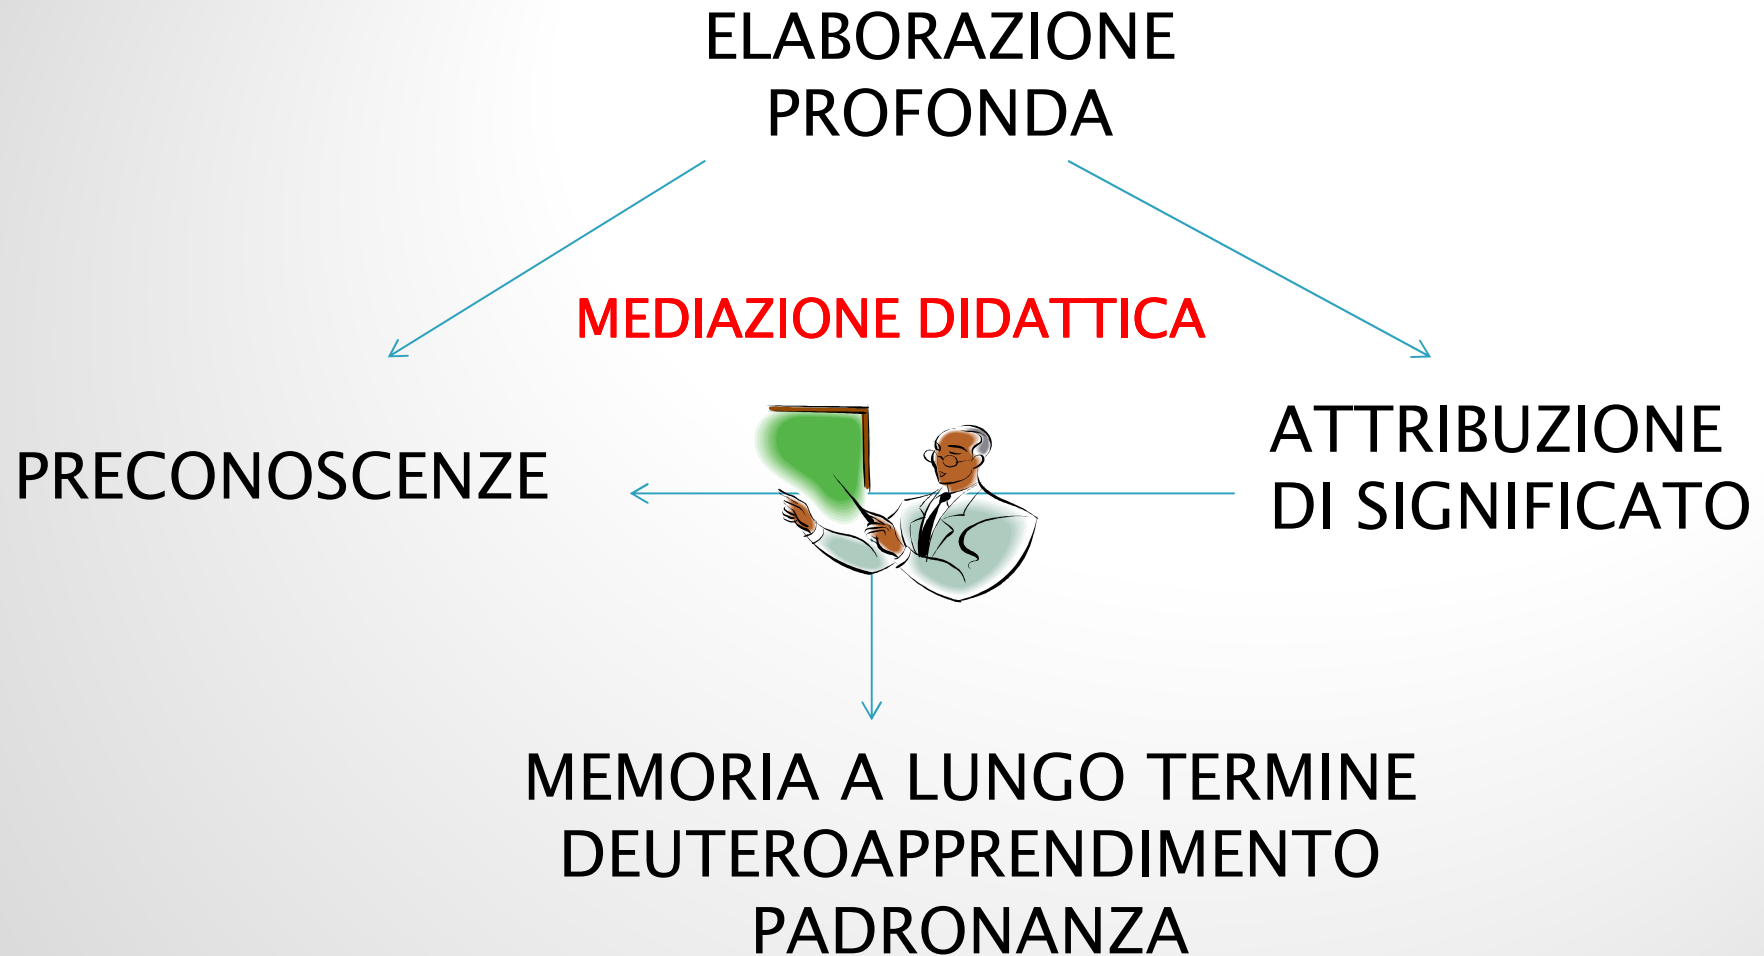 ELABORAZIONE
PROFONDA
MEDIAZIONE DIDATTICA
PRECONOSCENZE
ATTRIBUZIONE
DI SIGNIFICATO
MEMORIA A LUNGO TERMINE
DEUTEROAPPRENDIMENTO
PADRONANZA